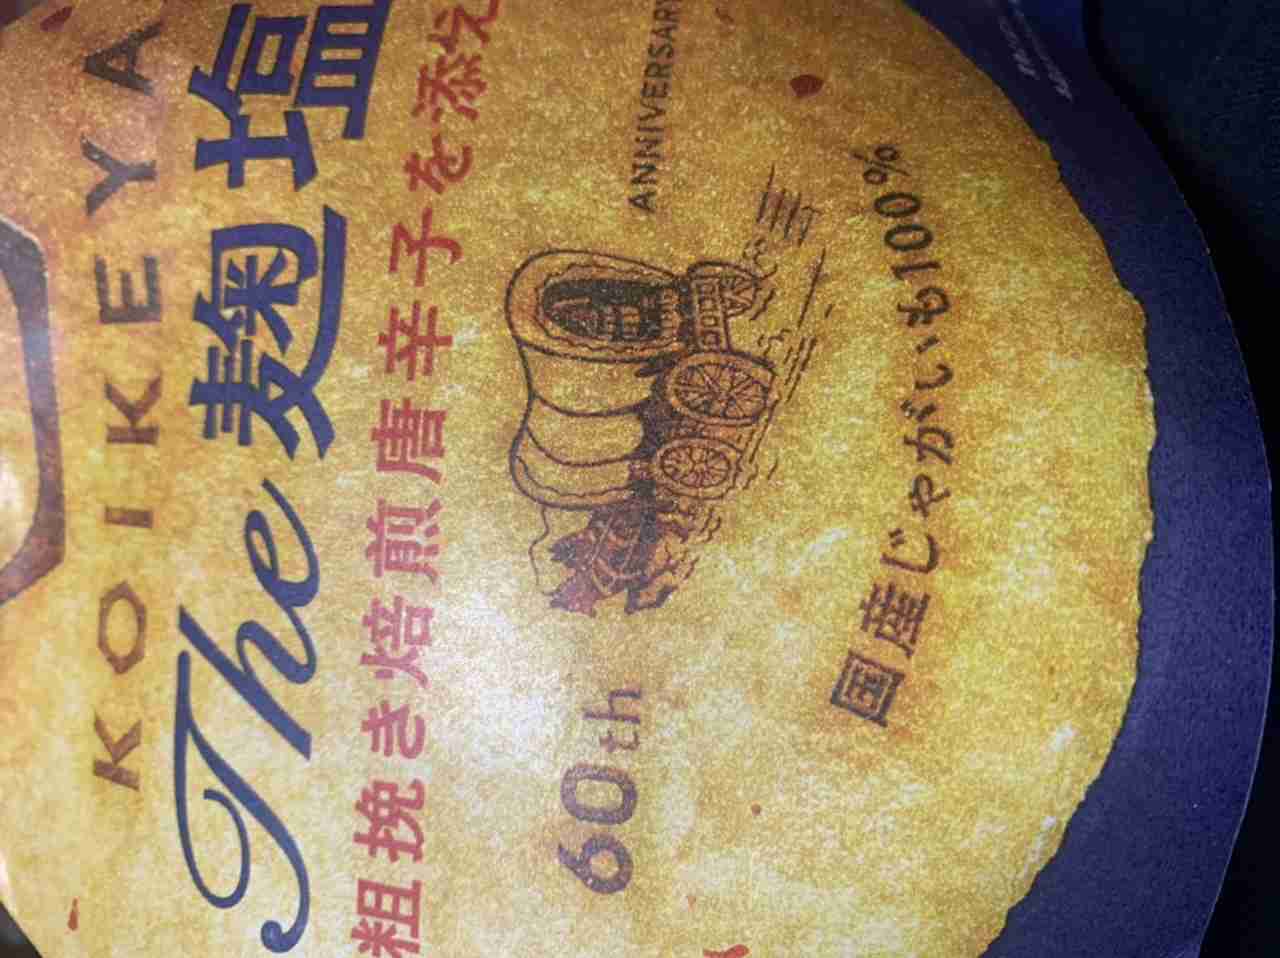 KOIKEYA
The 麹塩
粗挽き焙煎唐辛子を添え
60th ANNIVERSARY
国産じゃがいも100%